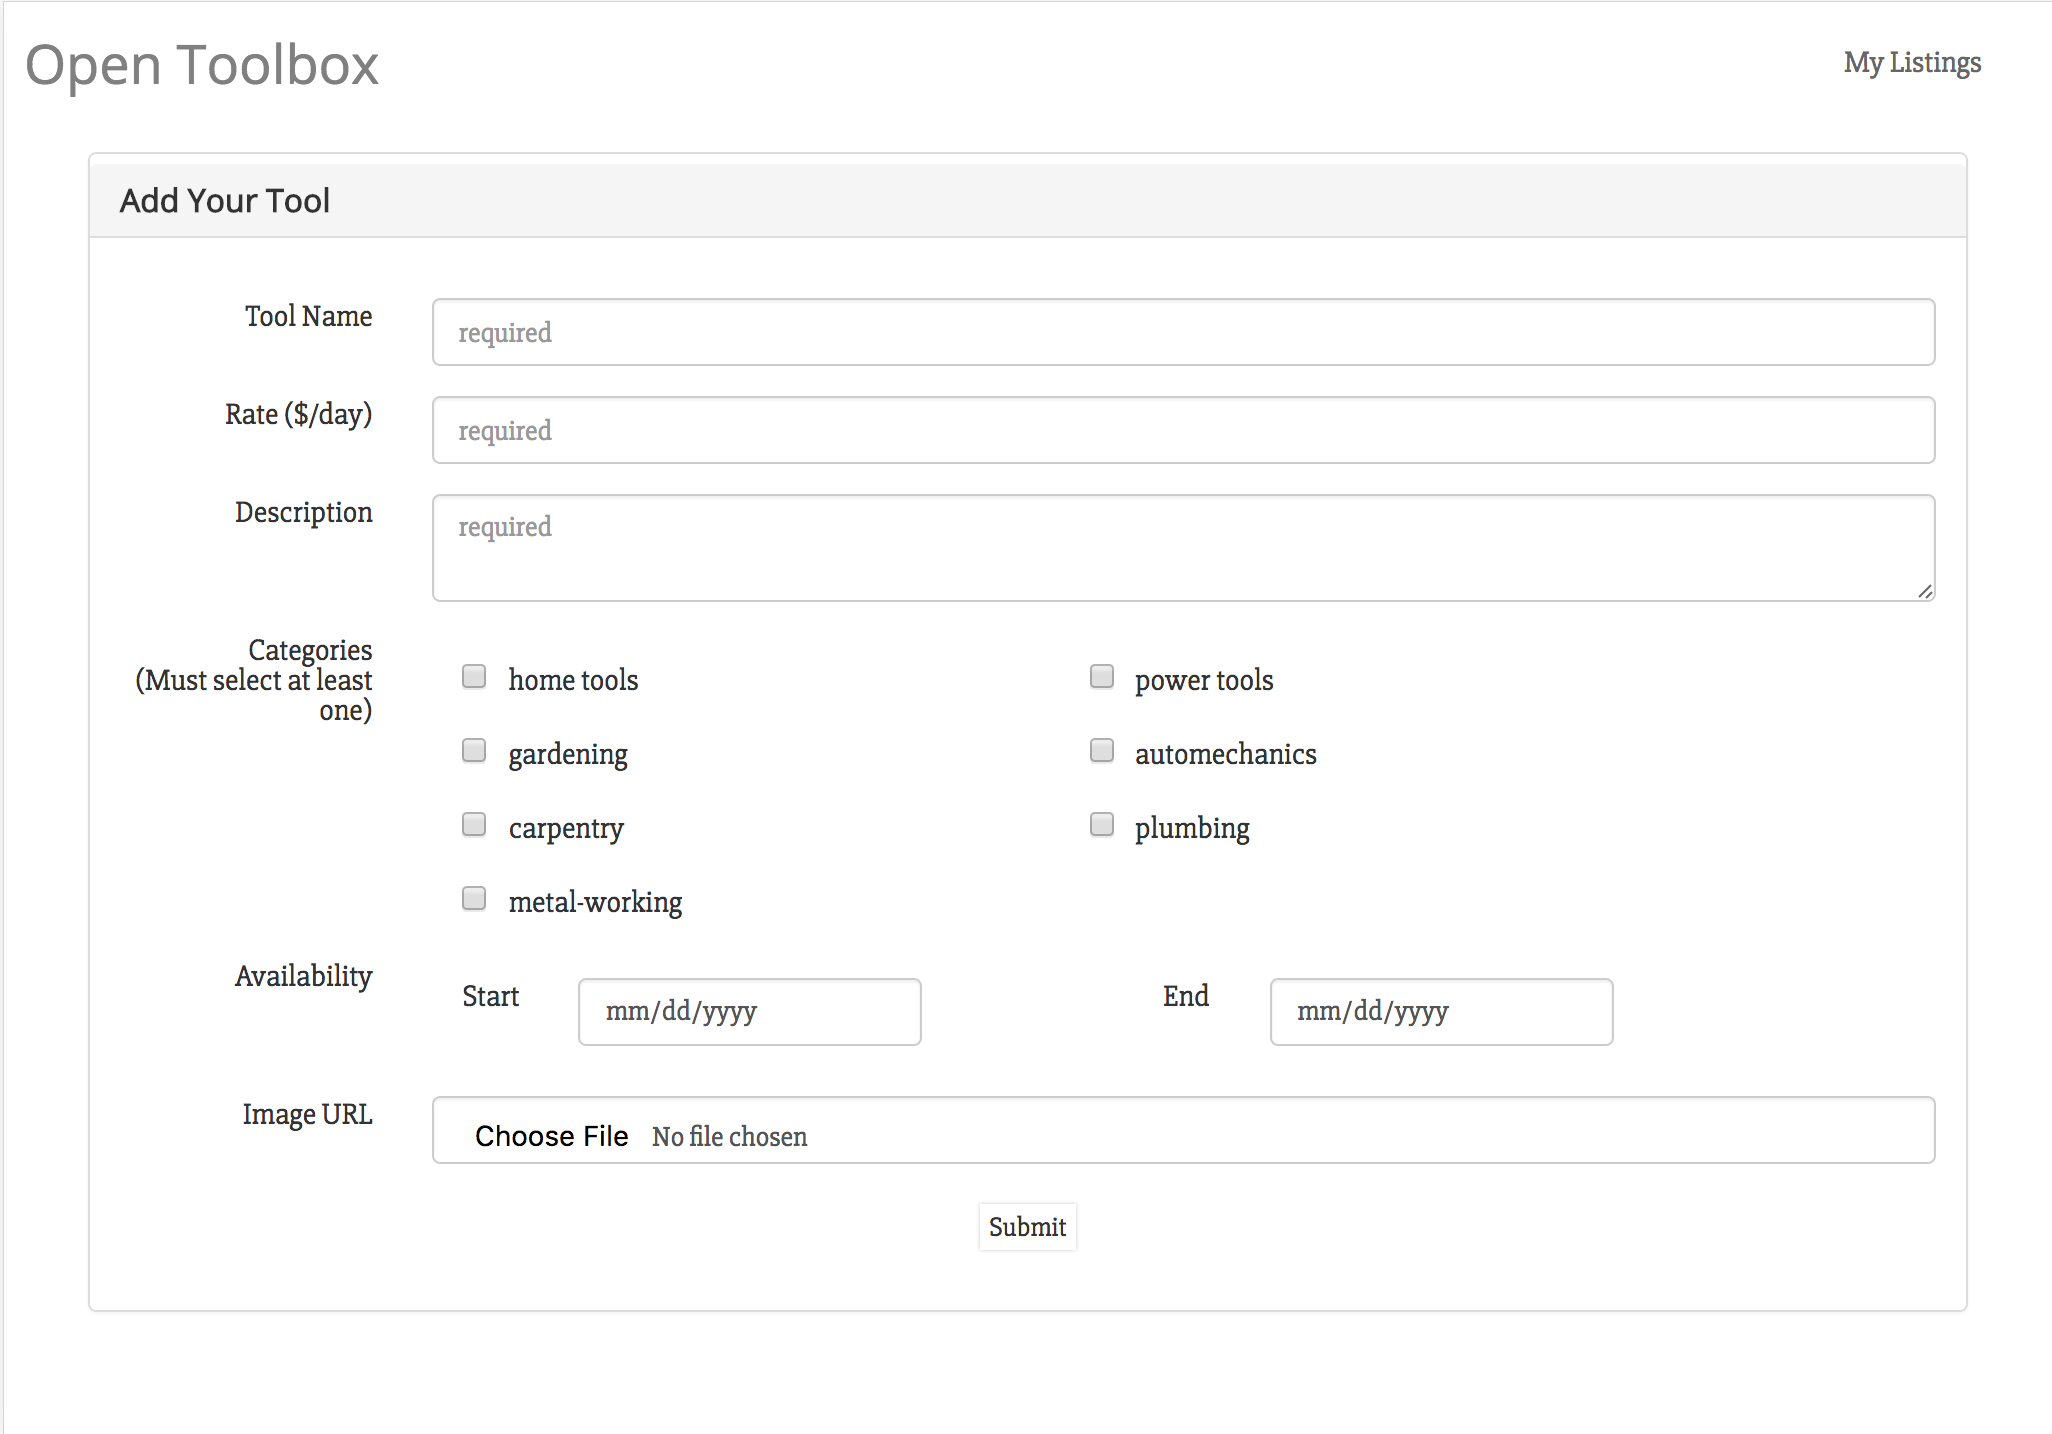 Open Toolbox
My Listings
Add Your Tool
Tool Name
required
Rate ($/day)
required
Description
required
Categories
(Must select at least
one)
home tools
power tools
gardening
automechanics
carpentry
plumbing
metal-working
Availability
Start
mm/dd/yyyy
End
mm/dd/yyyy
Image URL
Choose File No file chosen
Submit